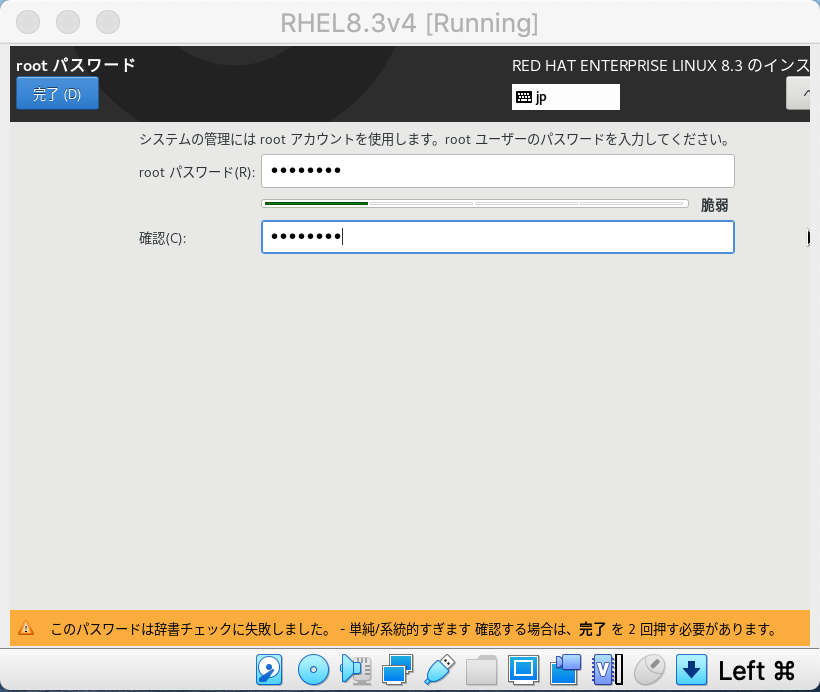 RHEL8.3v4 [Running]
root パスワード
RED HAT ENTERPRISE LINUX 8.3 のインス
完了 (D)
jp
システムの管理には root アカウントを使用します。root ユーザーのパスワードを入力してください。
root パスワード(R): ●●●●●●●●
脆弱
確認(C): ●●●●●●●●
このパスワードは辞書チェックに失敗しました。 - 単純/系統的すぎます 確認する場合は、完了 を 2 回押す必要があります。
Left ⌘